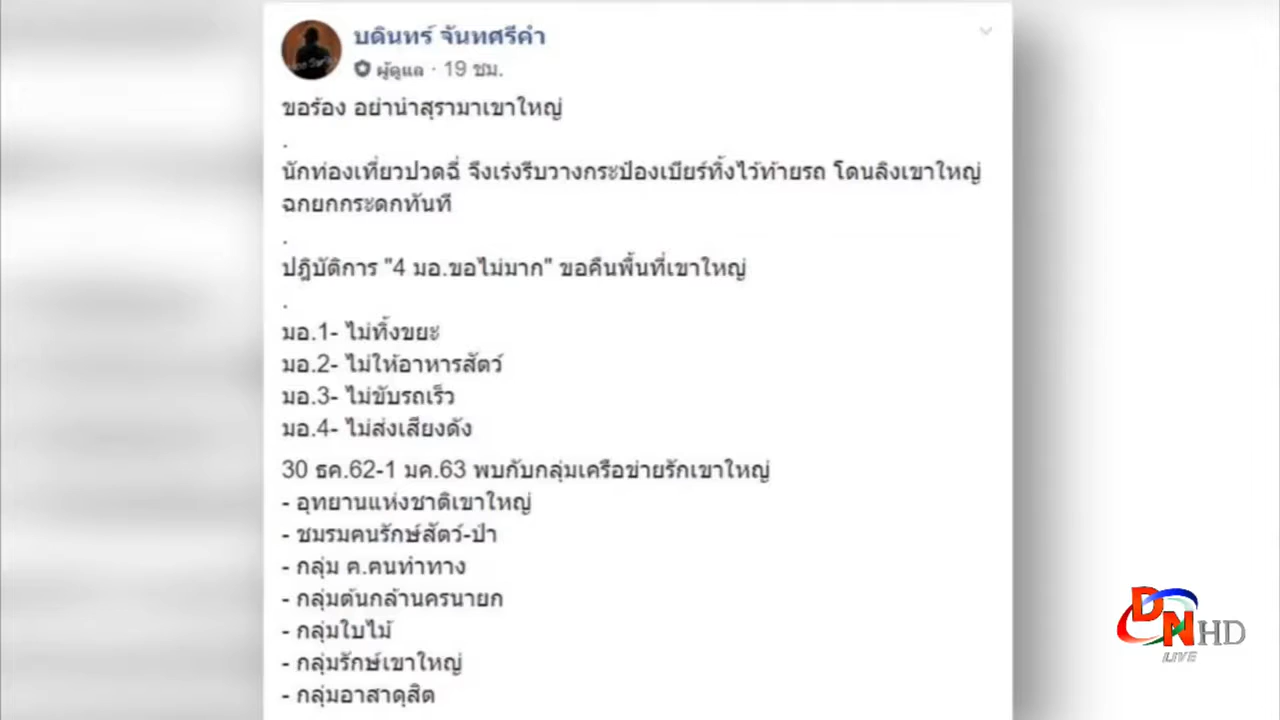 บดินทร์ จันทศรีคำ
ผู้ดูแล · 19 ชม.
ขอร้อง อย่านำสุรามาเขาใหญ่
.
นักท่องเที่ยวปวดฉี่ จึงเร่งรีบวางกระป๋องเบียร์ทิ้งไว้ท้ายรถ โดนลิงเขาใหญ่
ฉกยกกระดกทันที
.
ปฎิบัติการ "4 มอ.ขอไม่มาก" ขอคืนพื้นที่เขาใหญ่
.
มอ.1- ไม่ทิ้งขยะ
มอ.2- ไม่ให้อาหารสัตว์
มอ.3- ไม่ขับรถเร็ว
มอ.4- ไม่ส่งเสียงดัง
30 ธค.62-1 มค.63 พบกับกลุ่มเครือข่ายรักเขาใหญ่
- อุทยานแห่งชาติเขาใหญ่
- ชมรมฅนรักษ์สัตว์-ป่า
- กลุ่ม ค.ฅนทำทาง
- กลุ่มต้นกล้านครนายก
- กลุ่มใบไม้
- กลุ่มรักษ์เขาใหญ่
- กลุ่มอาสาดุสิต
DN HD
LIVE